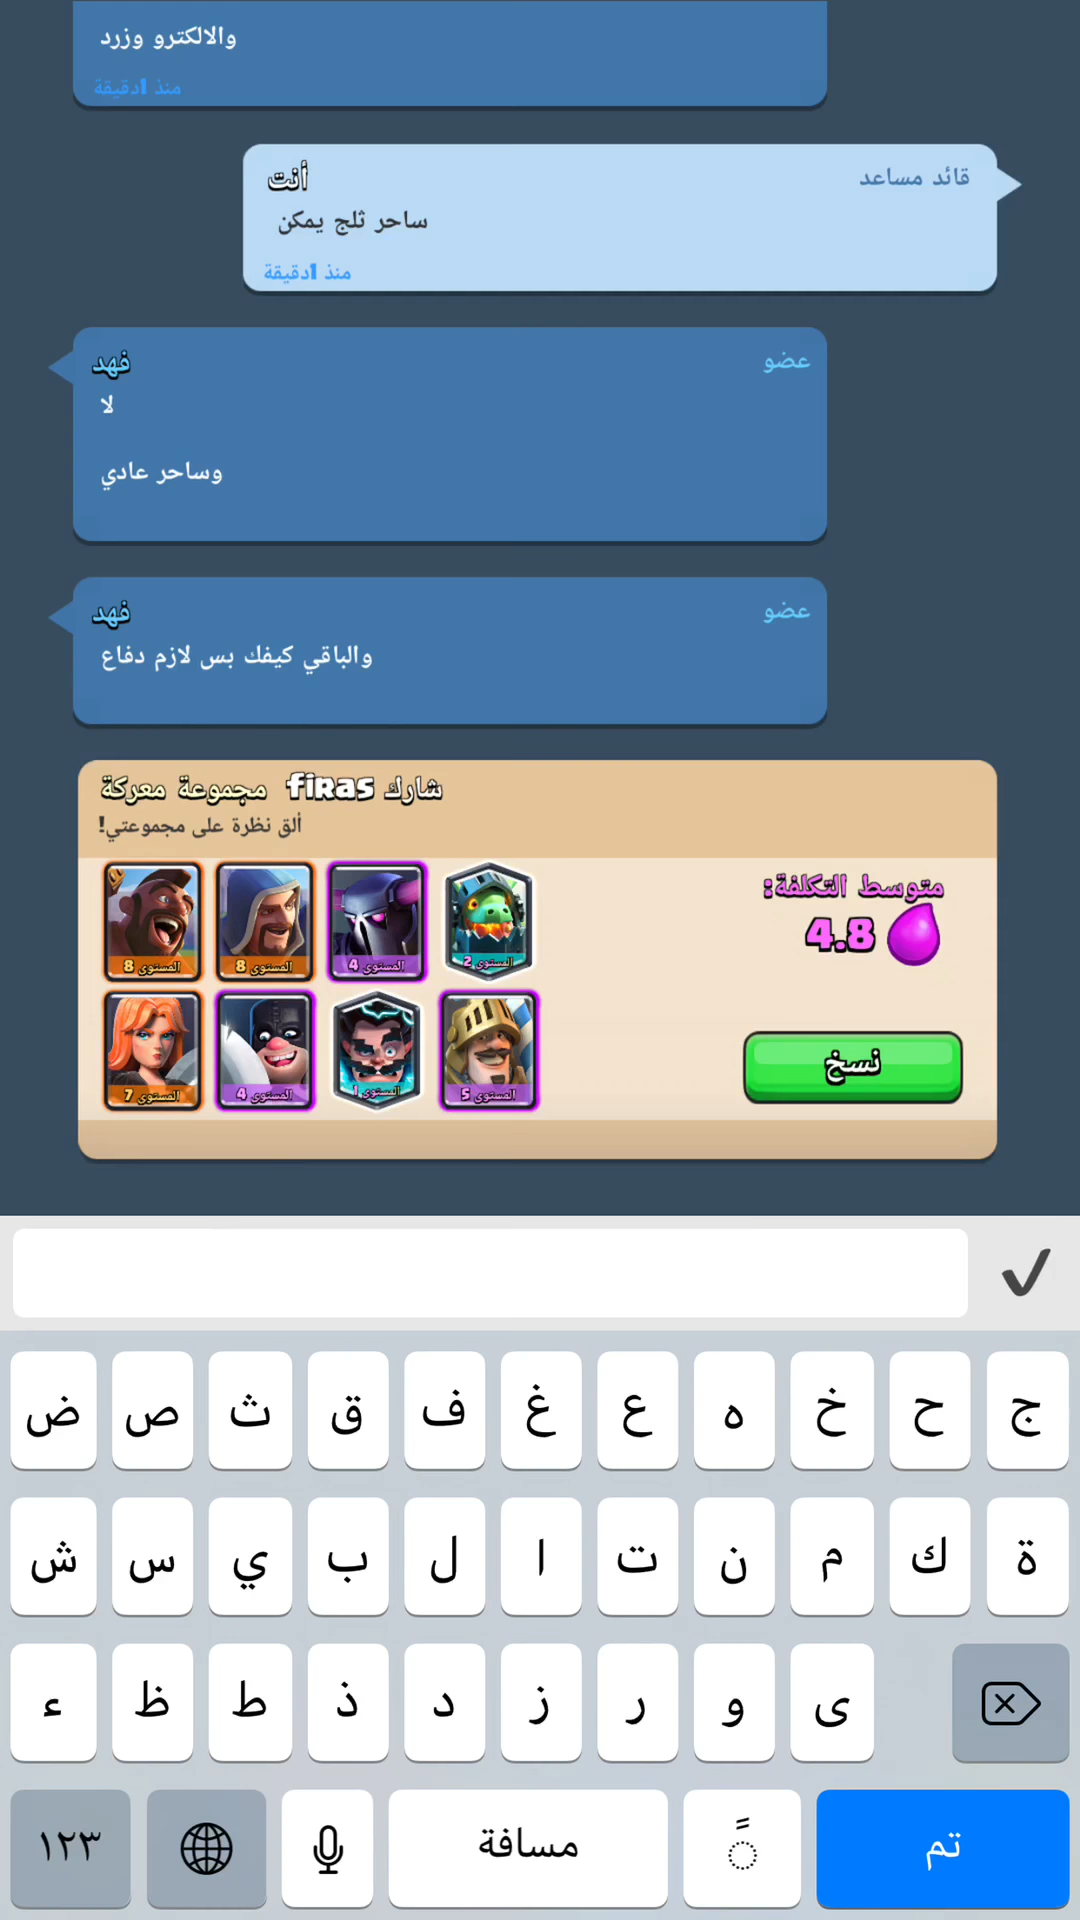 والالكترو وزرد
منذ 1دقيقة
أنت
قائد مساعد
ساحر ثلج يمكن
منذ 1دقيقة
فهد
عضو
لا
وساحر عادي
فهد
عضو
والباقي كيفك بس لازم دفاع
شارك fiRas مجموعة معركة
ألق نظرة على مجموعتي!
متوسط التكلفة:
4.8
المستوى 8
المستوى 8
المستوى 4
المستوى 2
المستوى 7
المستوى 4
المستوى 1
المستوى 5
نسخ
ض ص ث ق ف غ ع ه خ ح ج
ش س ي ب ل ا ت ن م ك ة
ء ظ ط ذ د ز ر و ى
١٢٣ مسافة تم